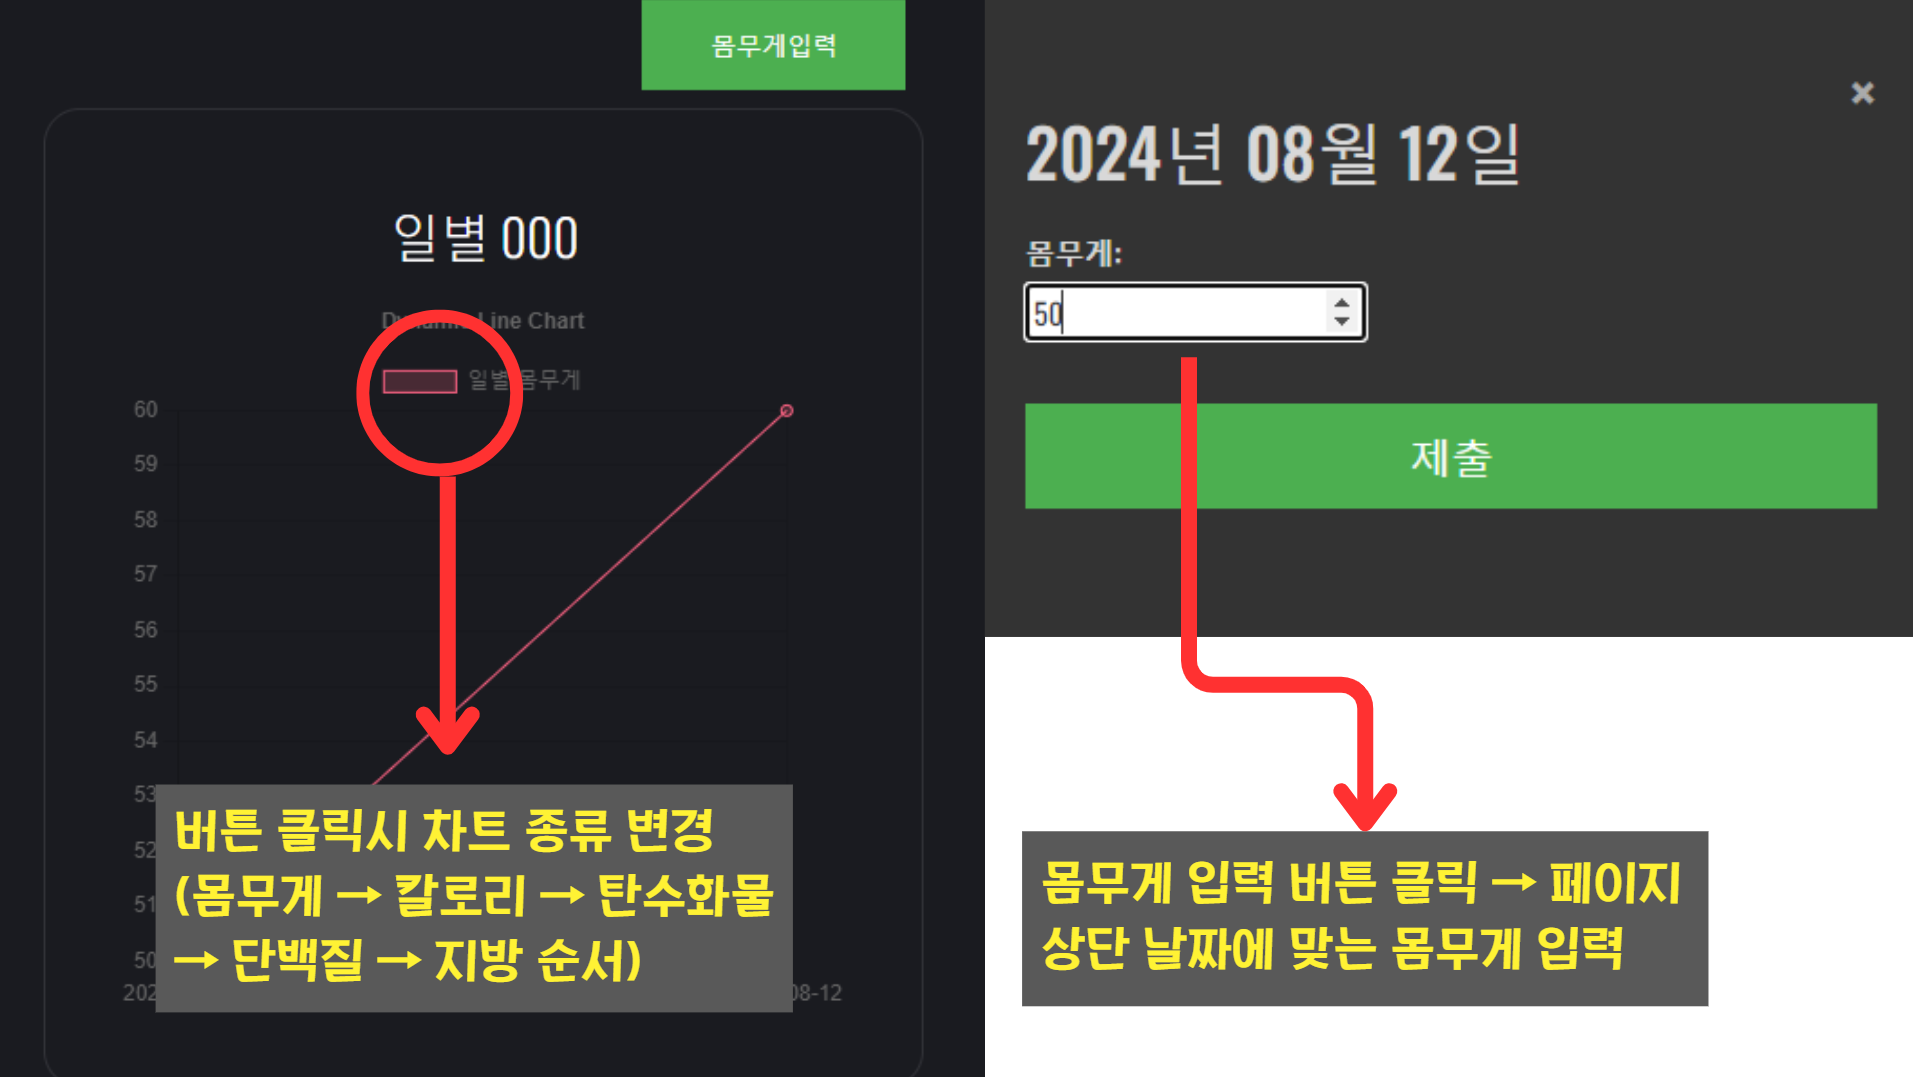 몸무게입력
일별 000
Line Chart
일별 몸무게
60
59
58
57
56
55
54
53
52
51
50
202
08-12
버튼 클릭시 차트 종류 변경
(몸무게 → 칼로리 → 탄수화물
→ 단백질 → 지방 순서)
×
2024년 08월 12일
몸무게:
50
제출
몸무게 입력 버튼 클릭 → 페이지
상단 날짜에 맞는 몸무게 입력